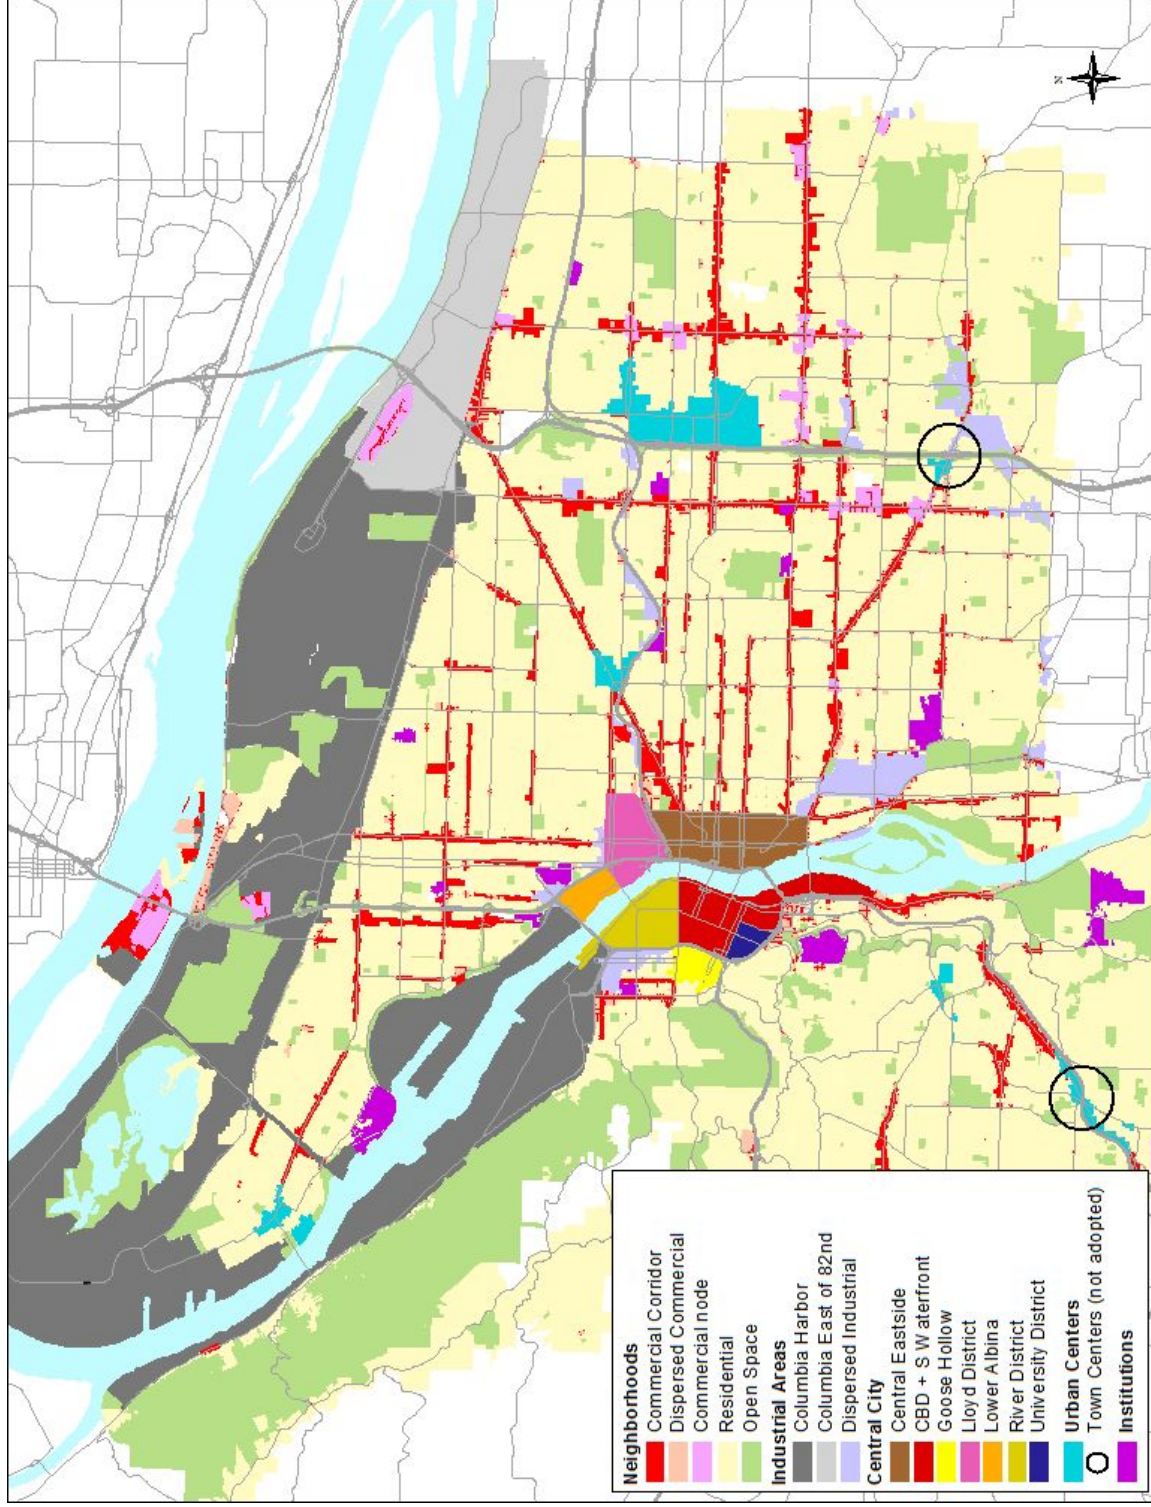 N
Neighborhoods
Commercial Corridor
Dispersed Commercial
Commercial node
Residential
Open Space
Industrial Areas
Columbia Harbor
Columbia East of 82nd
Dispersed Industrial
Central City
Central Eastside
CBD + S Waterfront
Goose Hollow
Lloyd District
Lower Albina
River District
University District
Urban Centers
Town Centers (not adopted)
Institutions